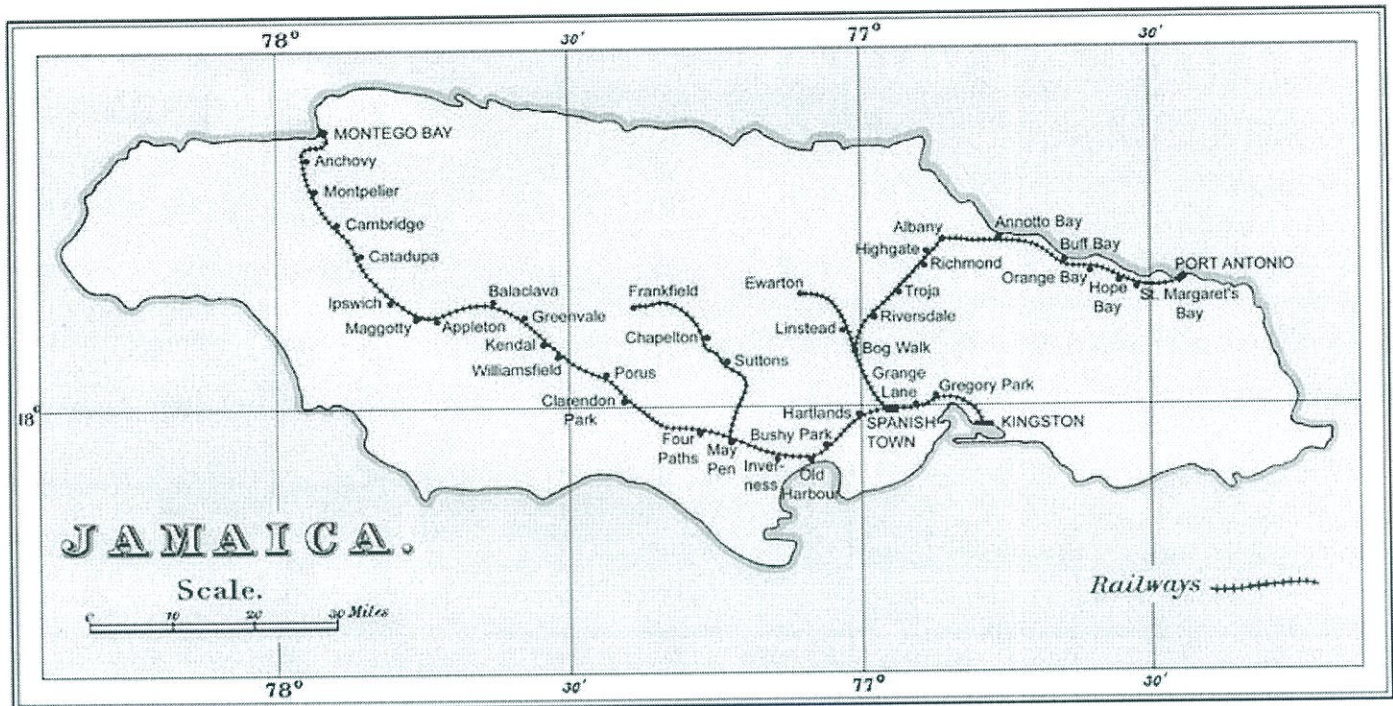 78°
30'
77°
30'
MONTEGO BAY
Anchovy
Montpelier
Cambridge
Catadupa
Ipswich
Maggotty
Appleton
Balaclava
Greenvale
Kendal
Williamsfield
Porus
Clarendon
Park
Frankfield
Chapelton
Suttons
Four
Paths
May
Pen
Inver-
ness
Old
Harbour
Bushy Park
Hartlands
SPANISH
TOWN
Grange
Lane
Gregory Park
KINGSTON
Ewarton
Linstead
Bog Walk
Riversdale
Troja
Richmond
Highgate
Albany
Annotto Bay
Buff Bay
Orange Bay
Hope
Bay
St. Margaret's
Bay
PORT ANTONIO
18°
JAMAICA.
Scale.
10
20
30 Miles
Railways
78°
30'
77°
30'